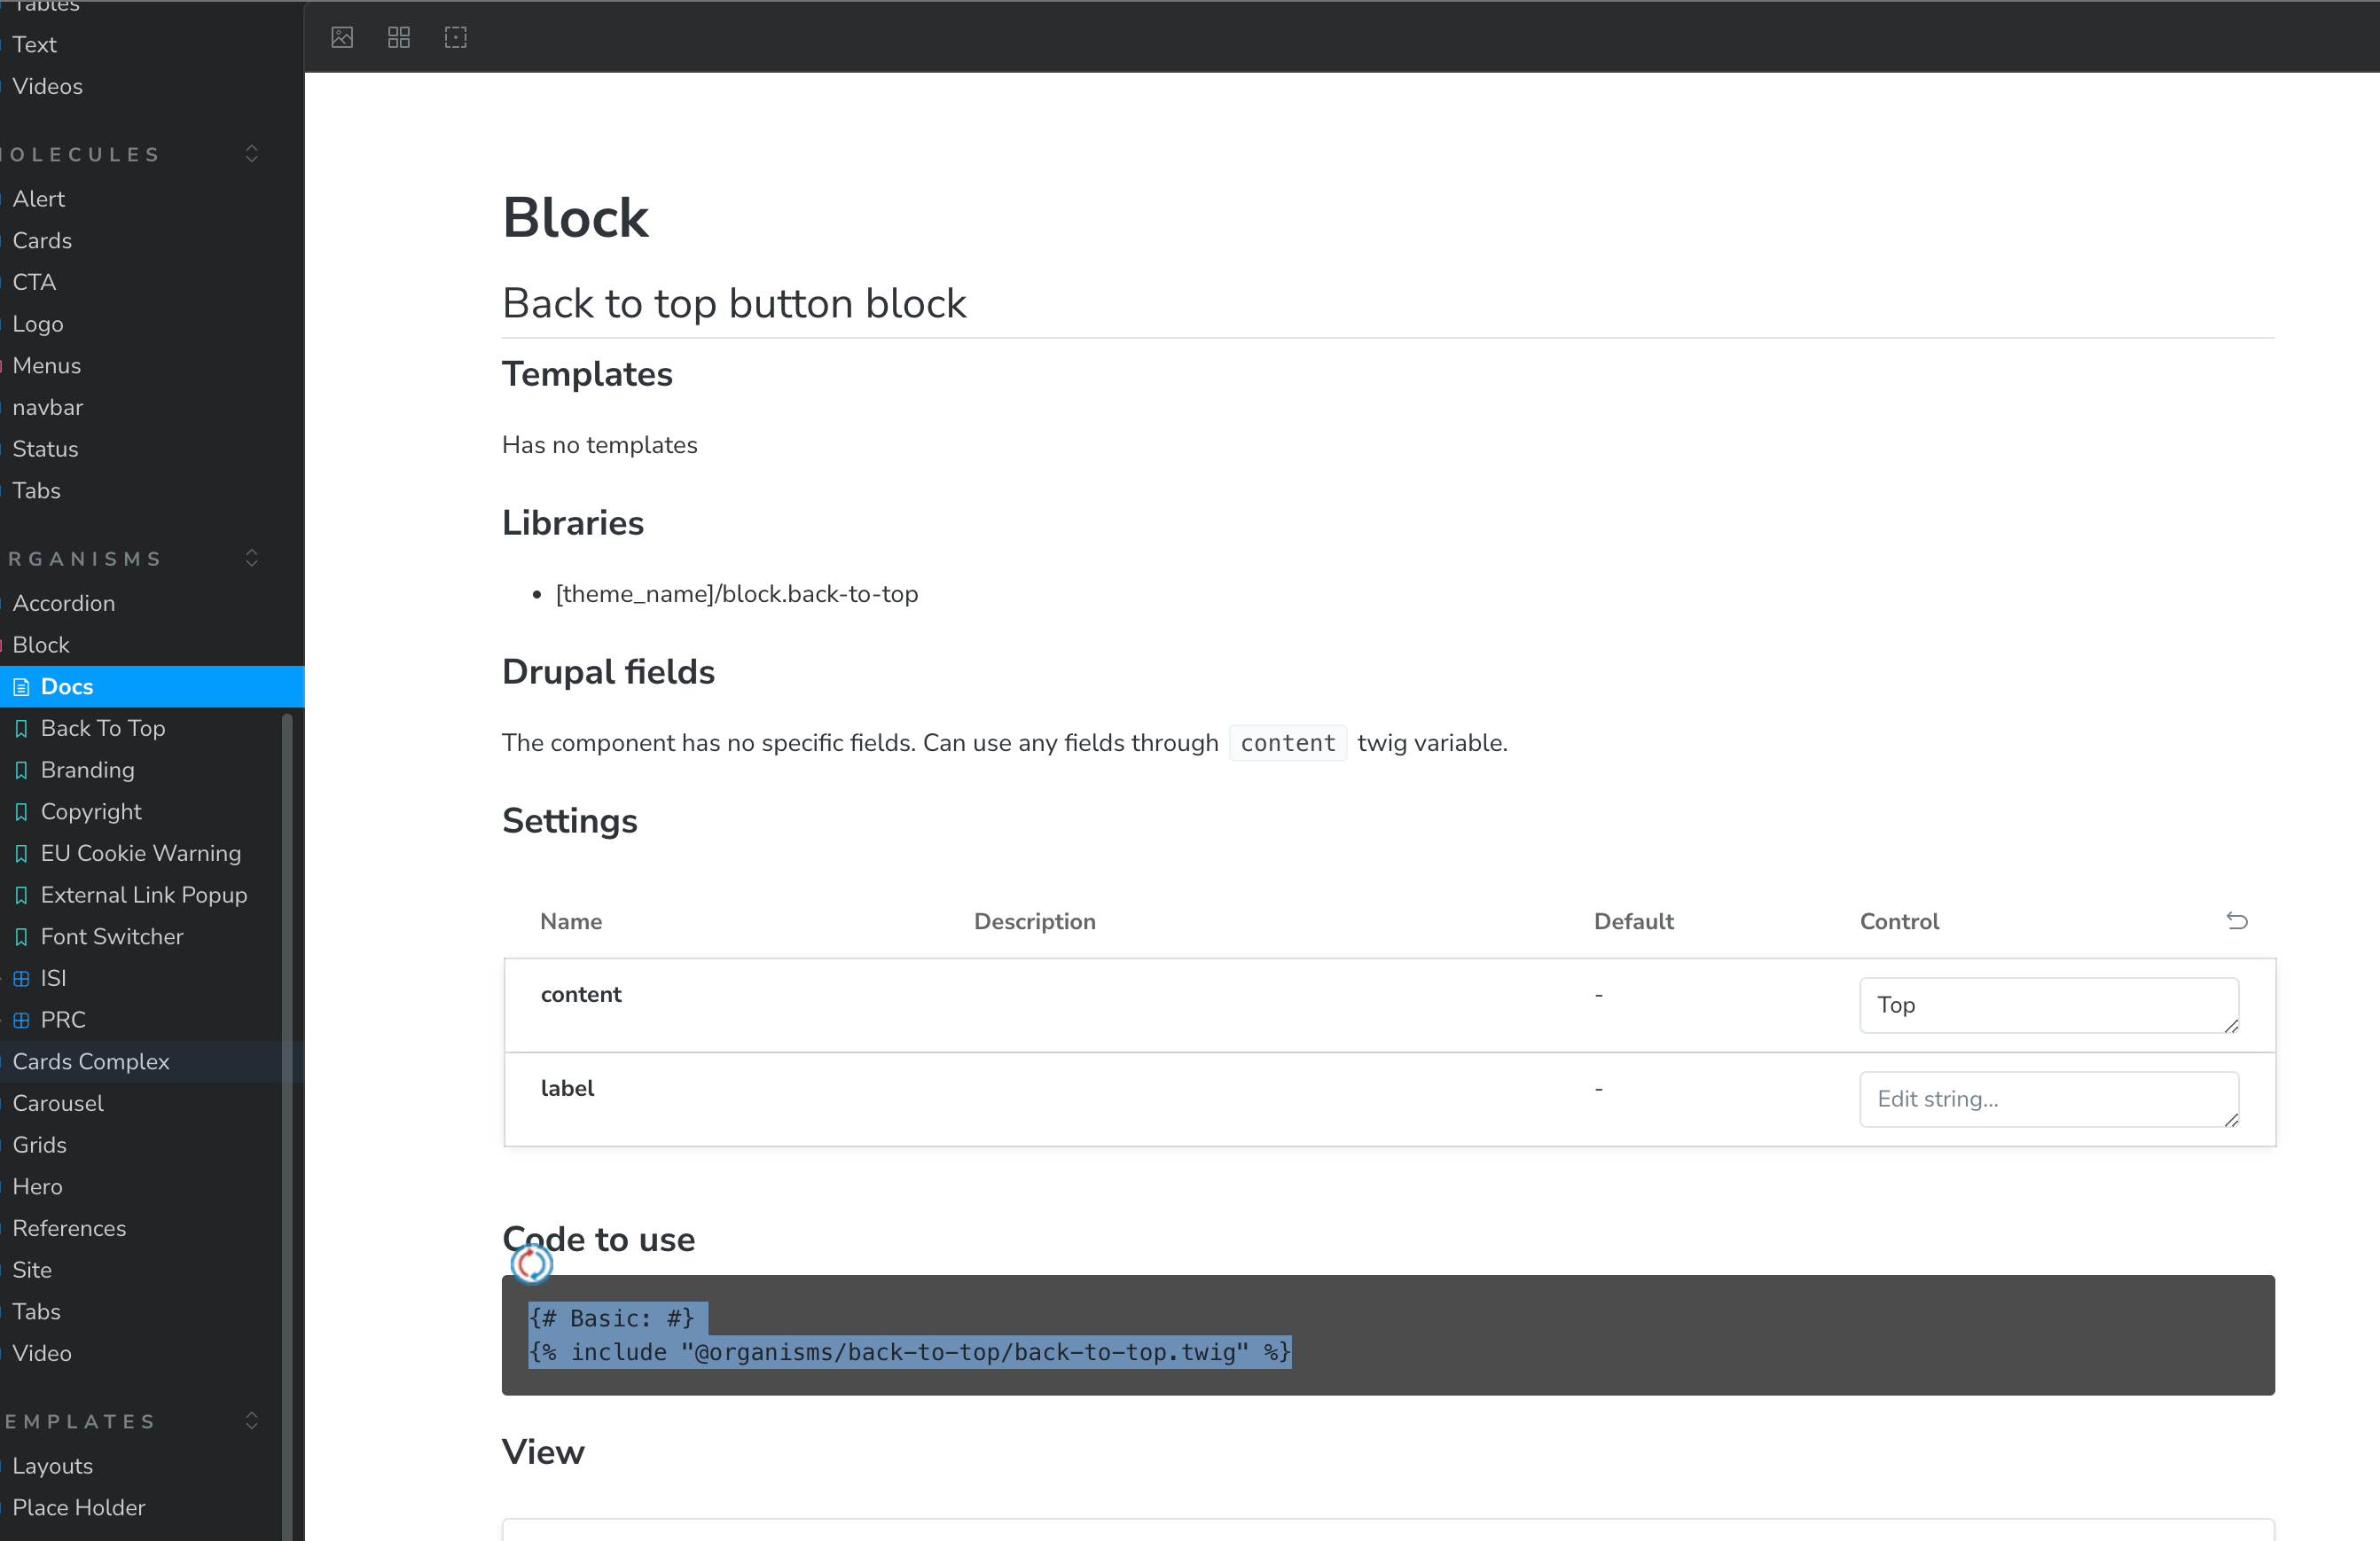 Tables
Text
Videos
MOLECULES
Alert
Cards
CTA
Logo
Menus
navbar
Status
Tabs
ORGANISMS
Accordion
Block
Docs
Back To Top
Branding
Copyright
EU Cookie Warning
External Link Popup
Font Switcher
ISI
PRC
Cards Complex
Carousel
Grids
Hero
References
Site
Tabs
Video
TEMPLATES
Layouts
Place Holder
Block
Back to top button block
Templates
Has no templates
Libraries
• [theme_name]/block.back-to-top
Drupal fields
The component has no specific fields. Can use any fields through content twig variable.
Settings
Name Description Default Control
content - Top
label - Edit string...
Code to use
{# Basic: #}
{% include "@organisms/back-to-top/back-to-top.twig" %}
View